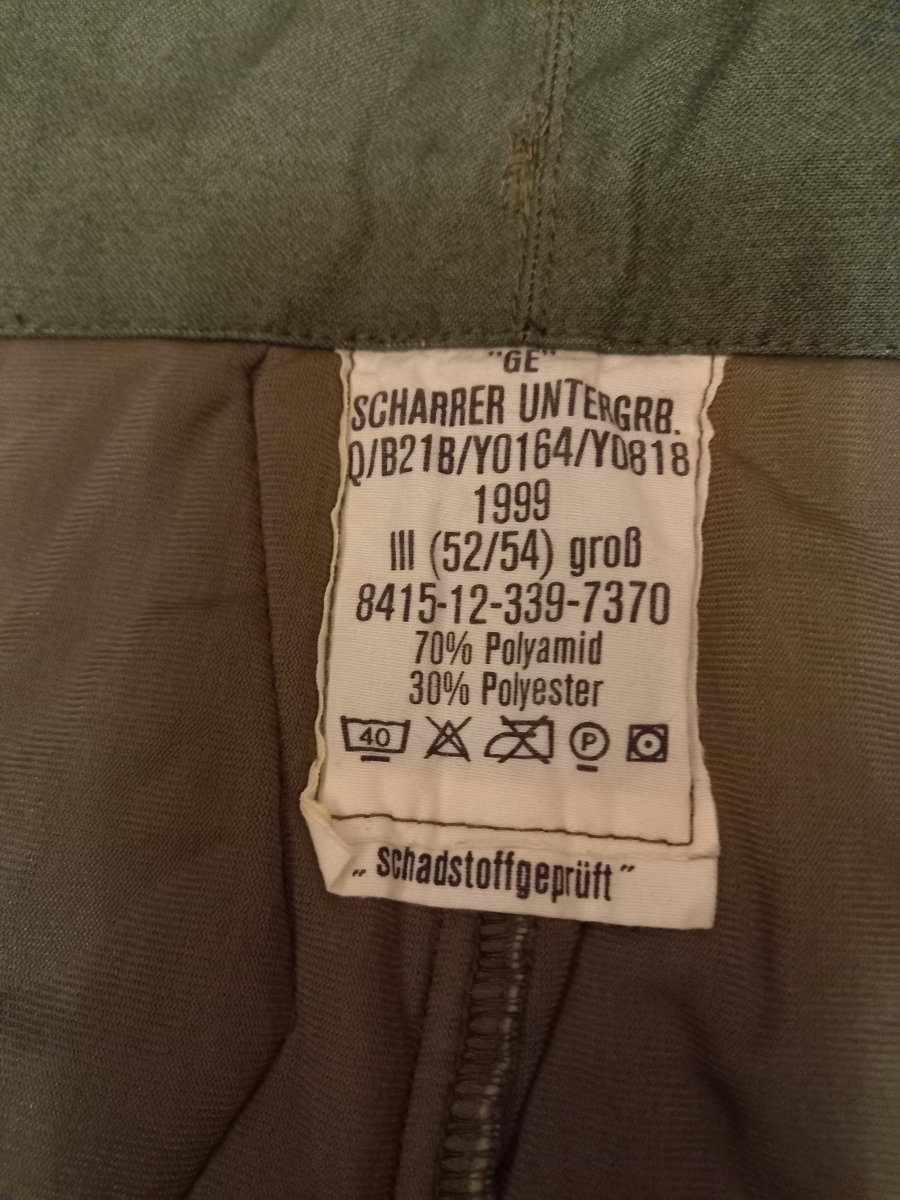 "GE"
SCHARRER UNTERGRB.
Q/B21B/Y0164/Y0818
1999
III (52/54) groß
8415-12-339-7370
70% Polyamid
30% Polyester
40 P
„schadstoffgeprüft"